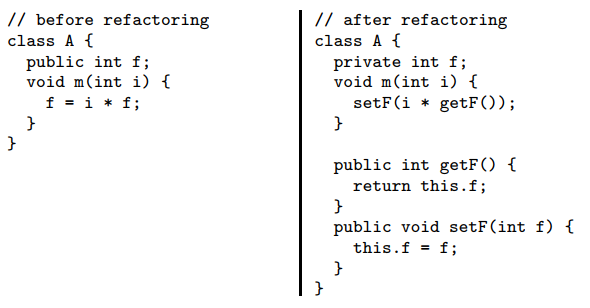 // before refactoring
class A {
  public int f;
  void m(int i) {
    f = i * f;
  }
}
// after refactoring
class A {
  private int f;
  void m(int i) {
    setF(i * getF());
  }

  public int getF() {
    return this.f;
  }
  public void setF(int f) {
    this.f = f;
  }
}